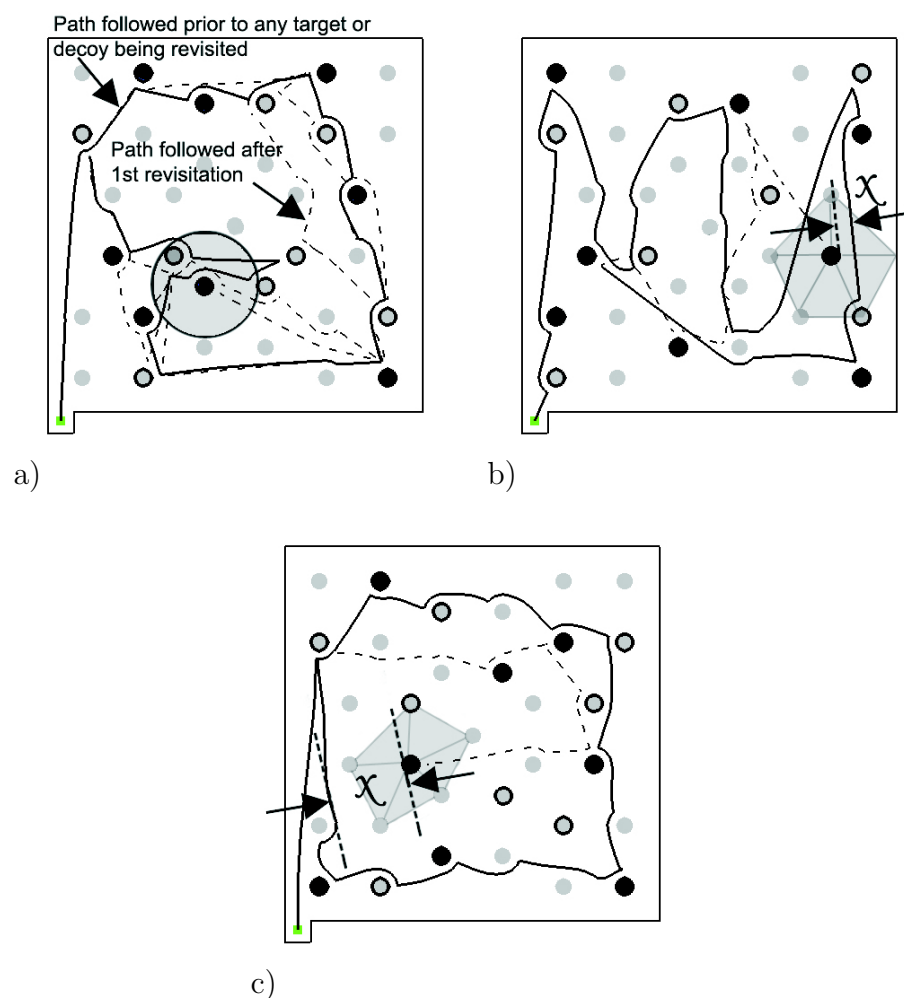 Path followed prior to any target or
decoy being revisited
Path followed after
1st revisitation
χ
a)
b)
χ
c)